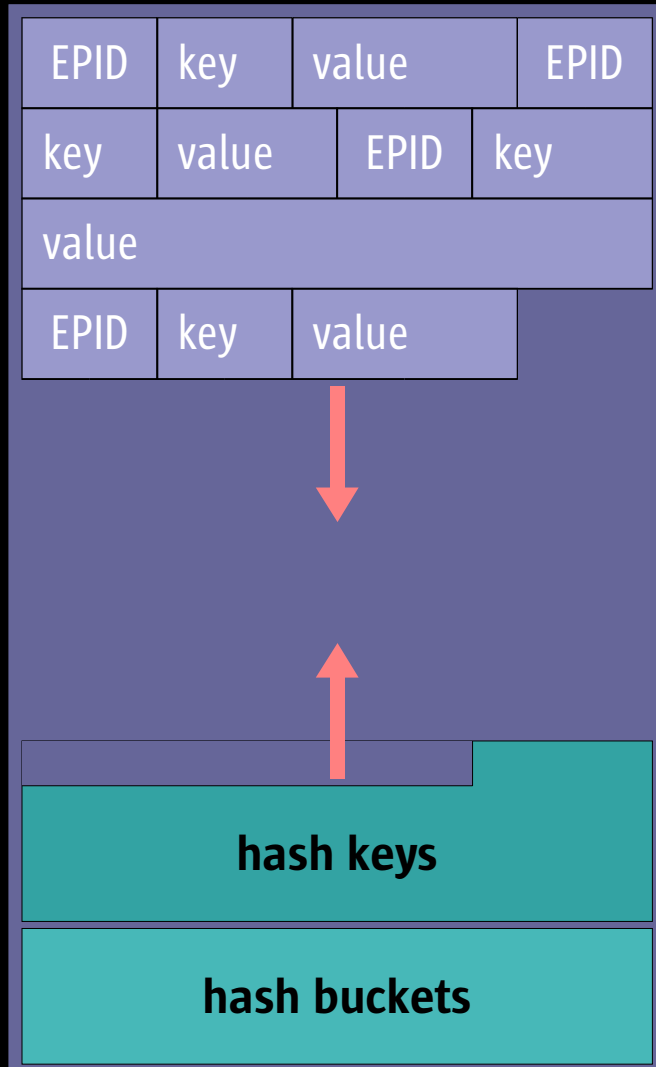 EPID key value EPID
key value EPID key
value
EPID key value
hash keys
hash buckets